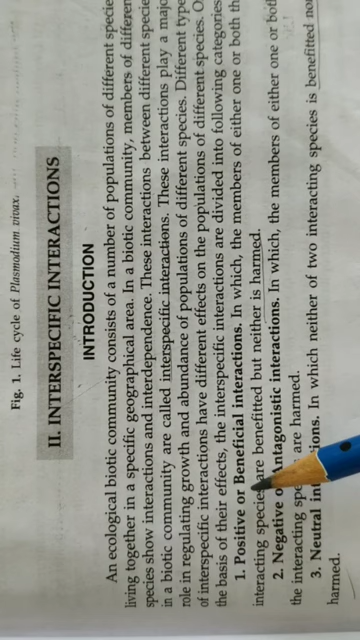 Fig. 1. Life cycle of Plasmodium vivax.
II. INTERSPECIFIC INTERACTIONS
INTRODUCTION
An ecological biotic community consists of a number of populations of different specie
living together in a specific geographical area. In a biotic community, members of differen
species show interactions and interdependence. These interactions between different specie
in a biotic community are called interspecific interactions. These interactions play a majo
role in regulating growth and abundance of populations of different species. Different type
of interspecific interactions have different effects on the populations of different species. O
the basis of their effects, the interspecific interactions are divided into following categories
1. Positive or Beneficial interactions. In which, the members of either one or both th
interacting species are benefitted but neither is harmed.
2. Negative o Antagonistic interactions. In which, the members of either one or both
the interacting spe are harmed.
3. Neutral int ions. In which neither of two interacting species is benefitted no
harmed.